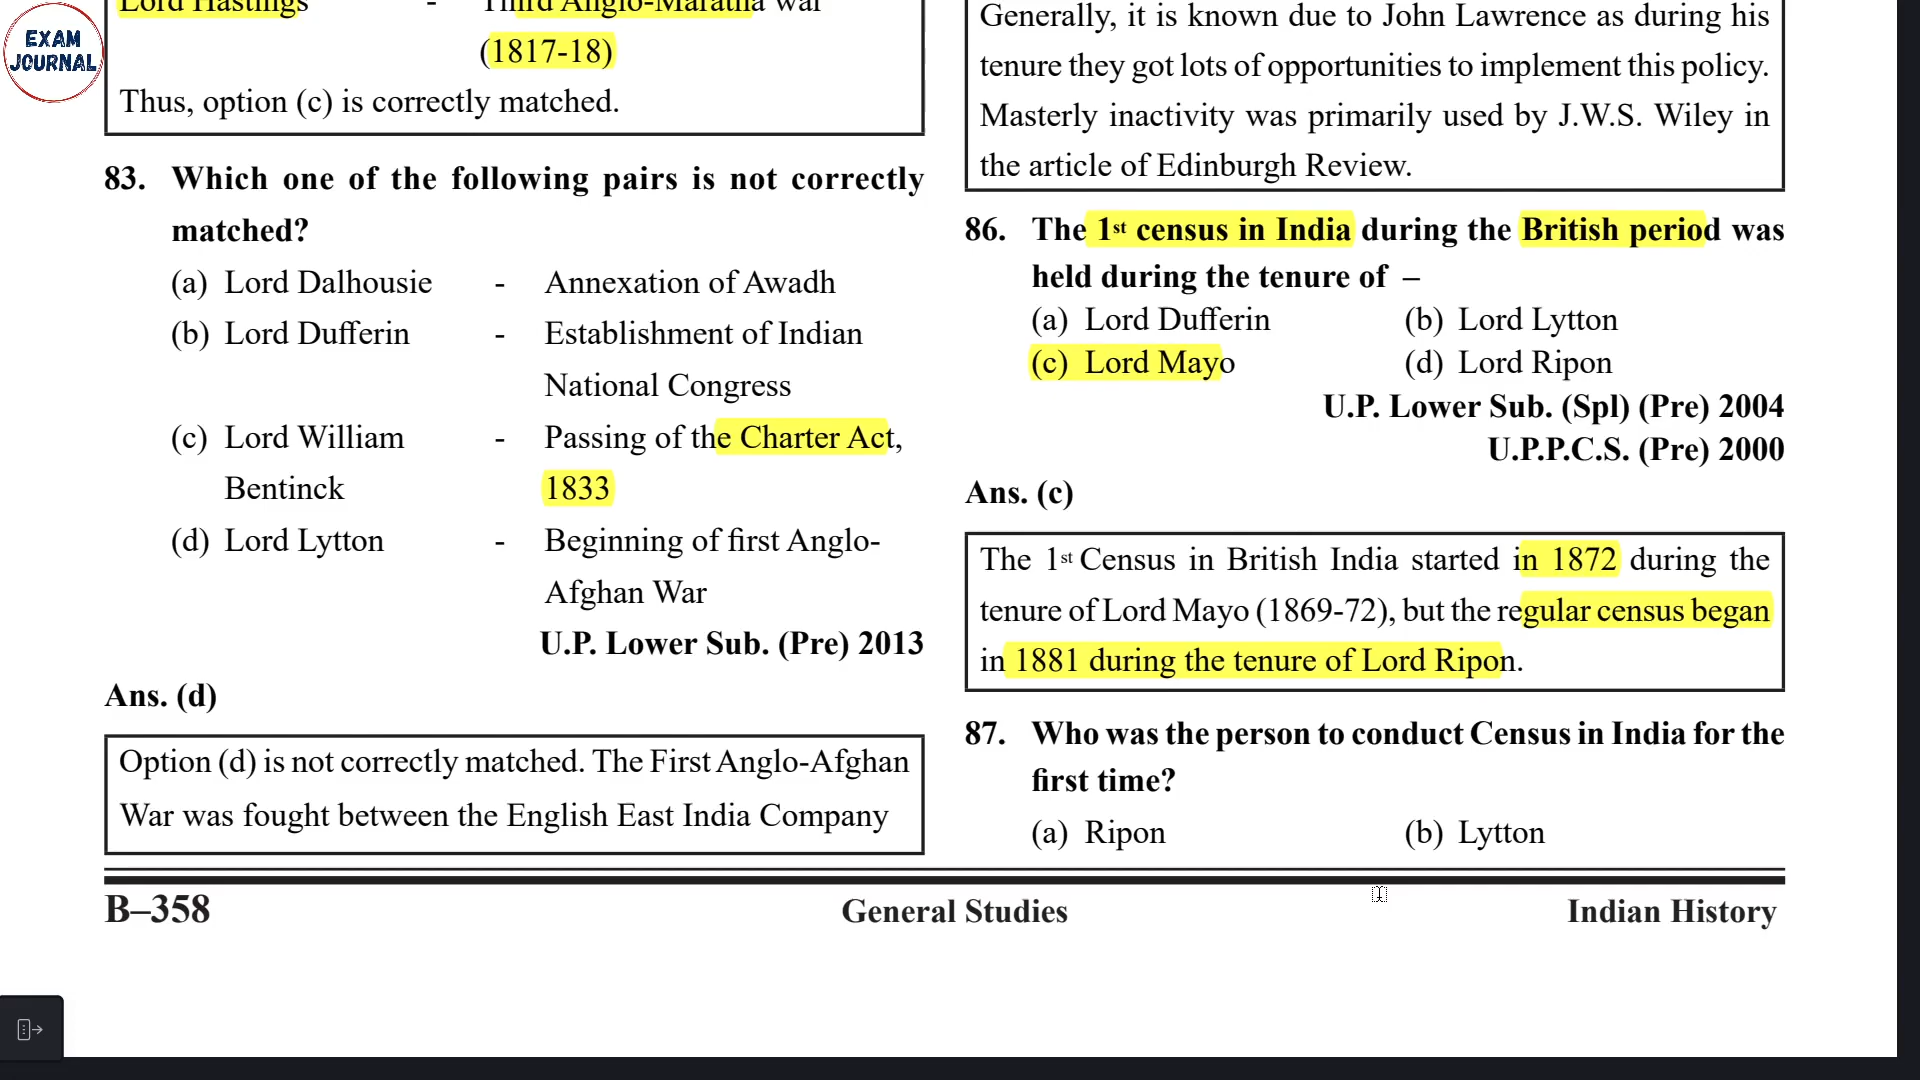 EXAM
JOURNAL
Lord Hastings - Third Anglo-Maratha war
(1817-18)
Thus, option (c) is correctly matched.
83. Which one of the following pairs is not correctly
matched?
(a) Lord Dalhousie - Annexation of Awadh
(b) Lord Dufferin - Establishment of Indian
National Congress
(c) Lord William - Passing of the Charter Act,
Bentinck 1833
(d) Lord Lytton - Beginning of first Anglo-
Afghan War
U.P. Lower Sub. (Pre) 2013
Ans. (d)
Option (d) is not correctly matched. The First Anglo-Afghan
War was fought between the English East India Company
Generally, it is known due to John Lawrence as during his
tenure they got lots of opportunities to implement this policy.
Masterly inactivity was primarily used by J.W.S. Wiley in
the article of Edinburgh Review.
86. The 1st census in India during the British period was
held during the tenure of –
(a) Lord Dufferin (b) Lord Lytton
(c) Lord Mayo (d) Lord Ripon
U.P. Lower Sub. (Spl) (Pre) 2004
U.P.P.C.S. (Pre) 2000
Ans. (c)
The 1st Census in British India started in 1872 during the
tenure of Lord Mayo (1869-72), but the regular census began
in 1881 during the tenure of Lord Ripon.
87. Who was the person to conduct Census in India for the
first time?
(a) Ripon (b) Lytton
B–358 General Studies Indian History